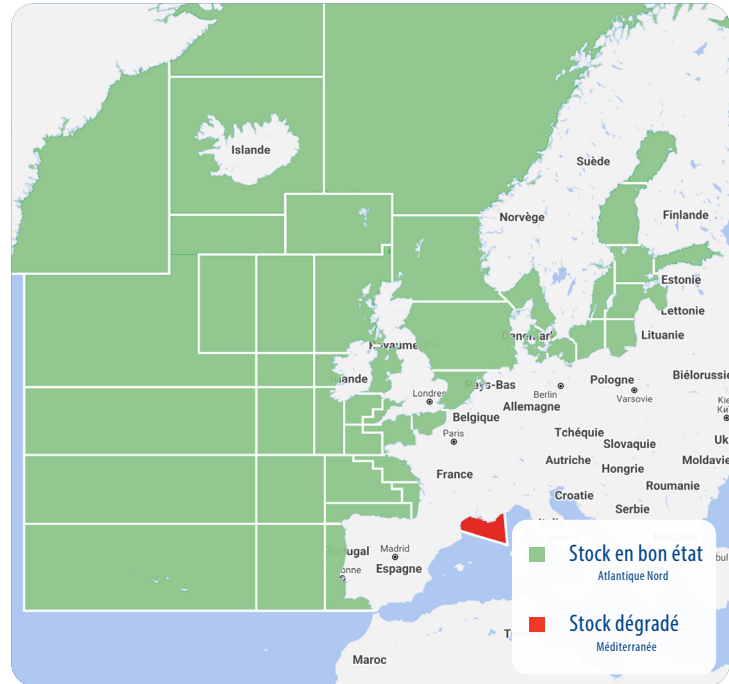 Islande
Suède
Norvège
Finlande
Estonie
Lettonie
Lituanie
Danemark
Royaume-Uni
Irlande
Londres
Pays-Bas
Berlin
Pologne
Varsovie
Biélorussie
Allemagne
Belgique
Paris
Tchéquie
Slovaquie
Autriche
Hongrie
Moldavie
France
Roumanie
Croatie
Serbie
Portugal
Madrid
Espagne
Maroc
Stock en bon état
Atlantique Nord
Stock dégradé
Méditerranée